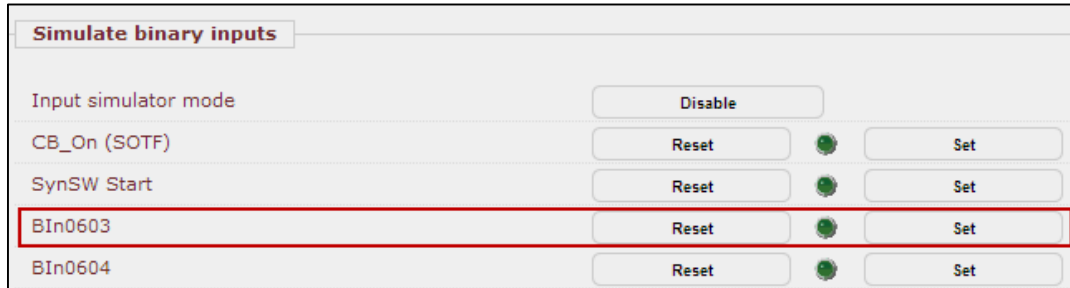 Simulate binary inputs
Input simulator mode Disable
CB_On (SOTF) Reset Set
SynSW Start Reset Set
BIn0603 Reset Set
BIn0604 Reset Set